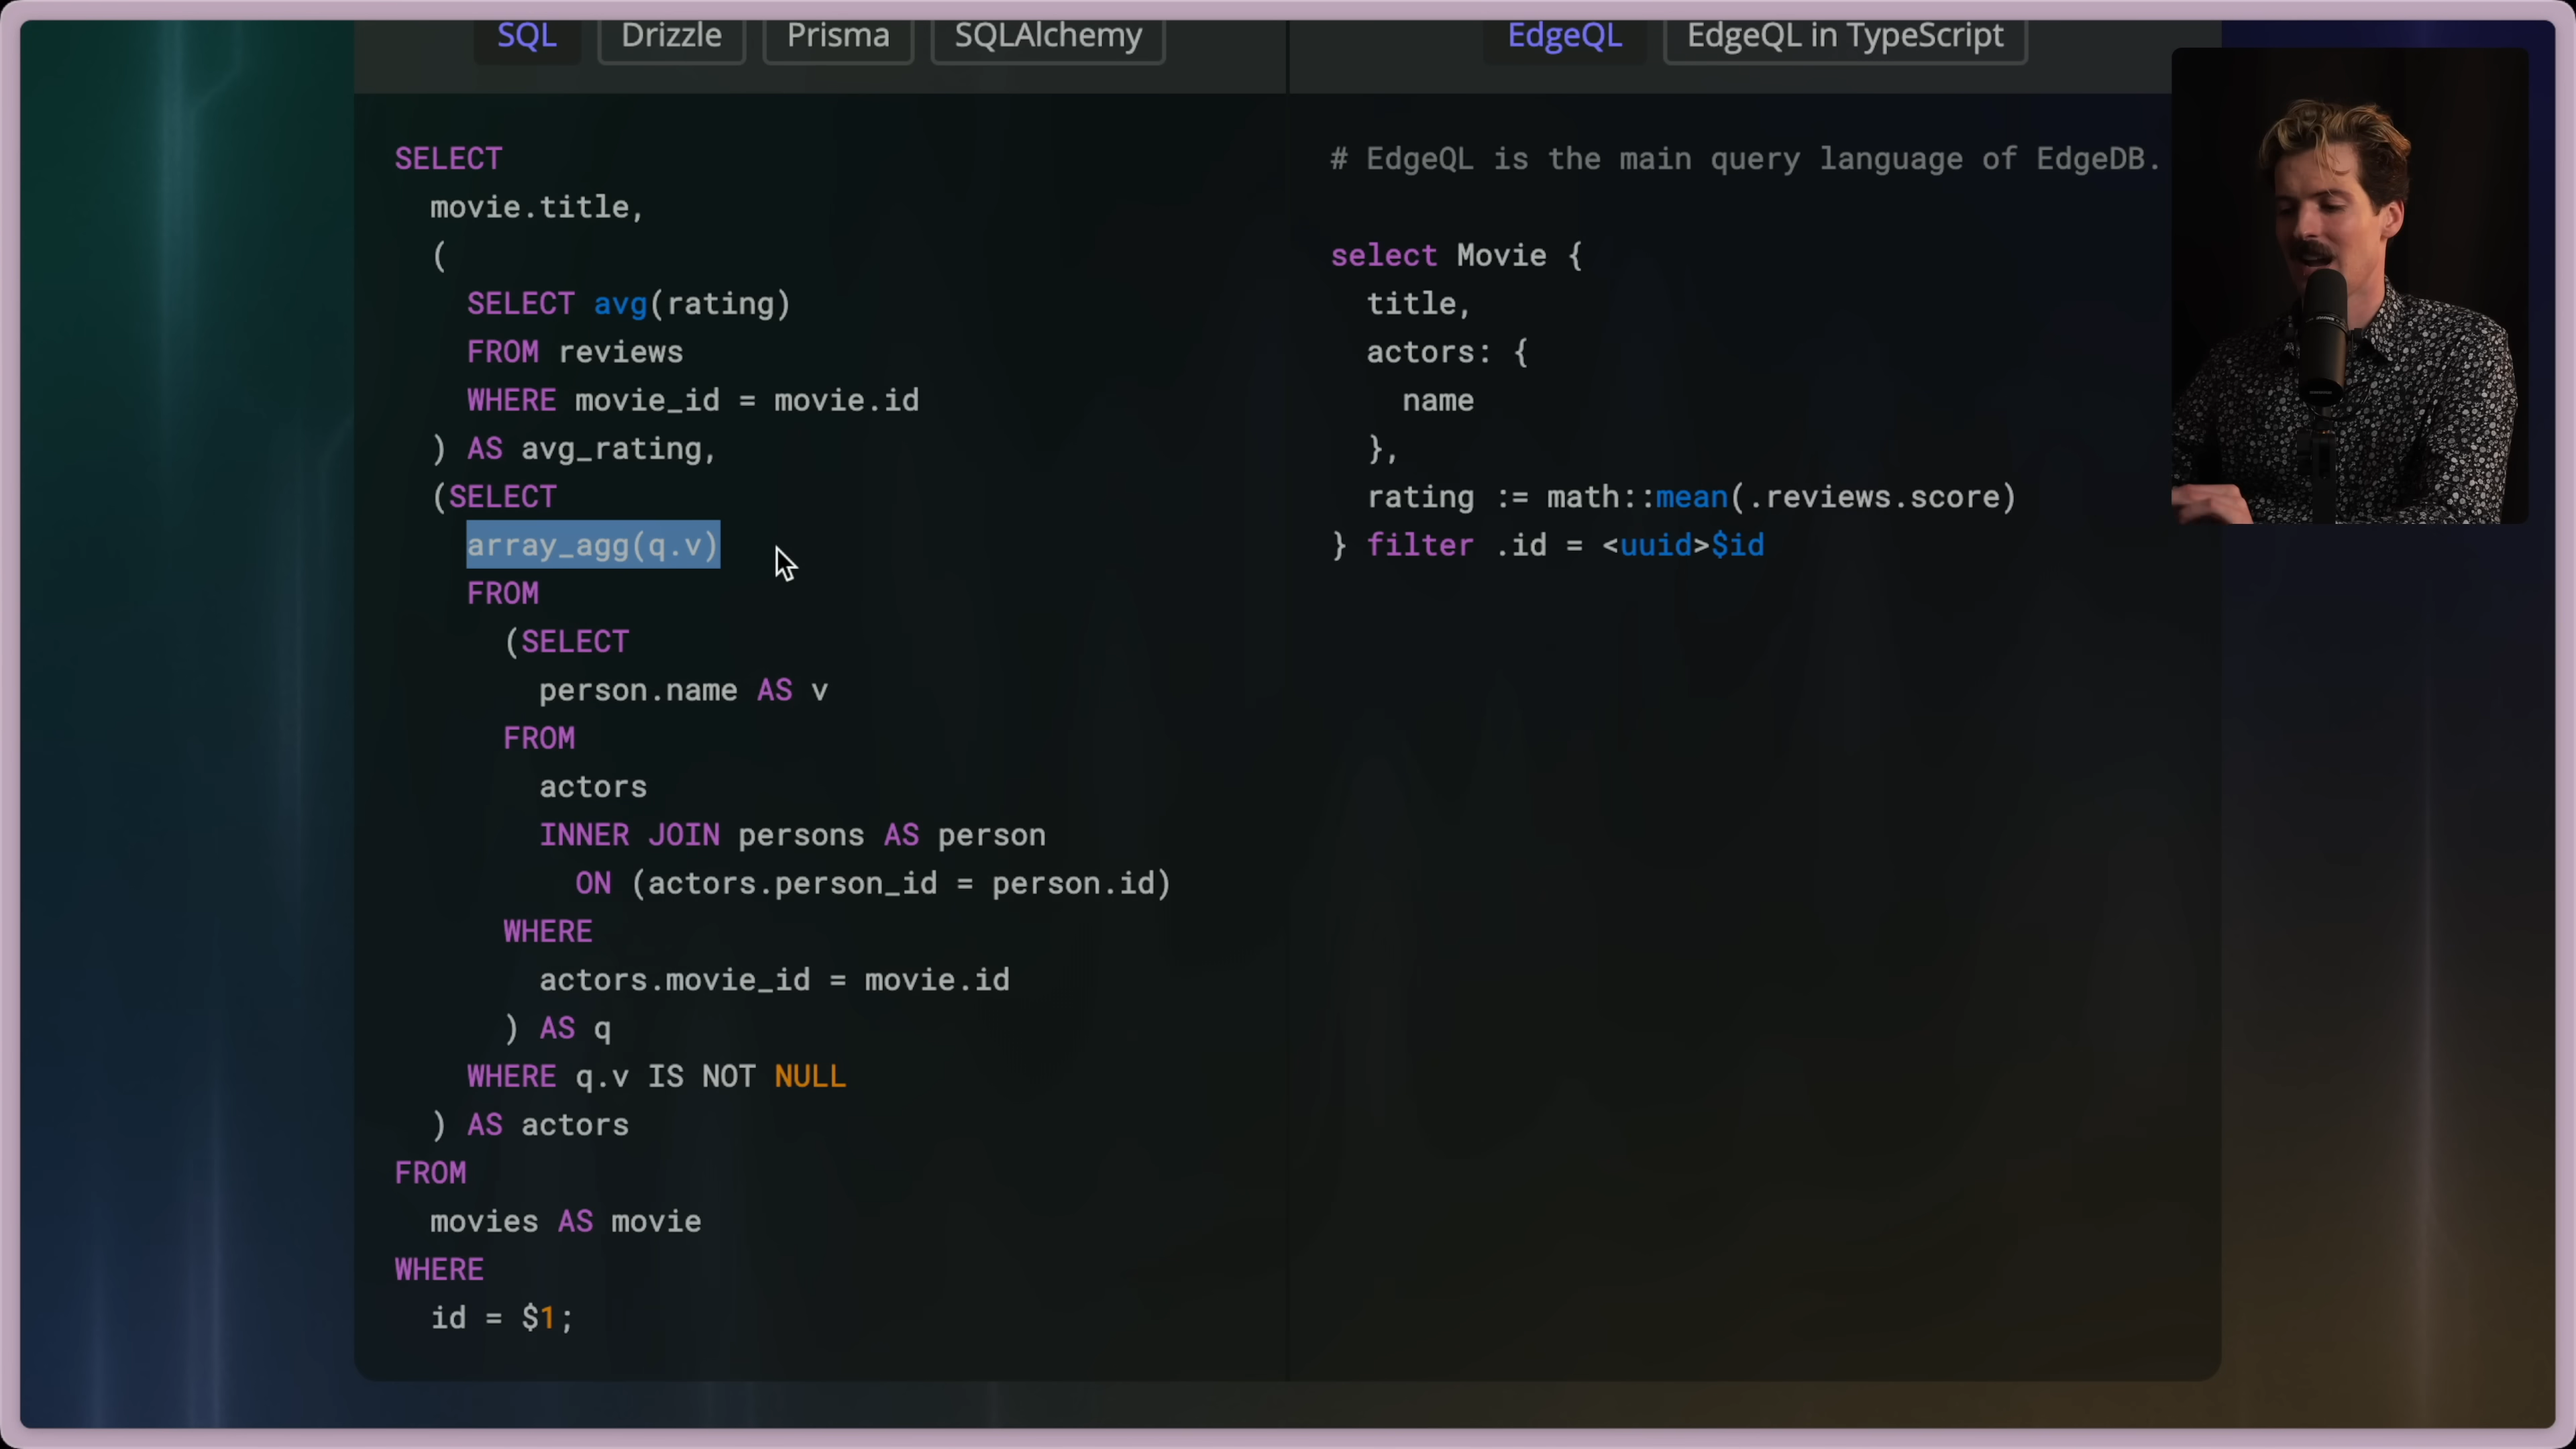 SQL Drizzle Prisma SQLAlchemy
SELECT
movie.title,
(
SELECT avg(rating)
FROM reviews
WHERE movie_id = movie.id
) AS avg_rating,
(SELECT
array_agg(q.v)
FROM
(SELECT
person.name AS v
FROM
actors
INNER JOIN persons AS person
ON (actors.person_id = person.id)
WHERE
actors.movie_id = movie.id
) AS q
WHERE q.v IS NOT NULL
) AS actors
FROM
movies AS movie
WHERE
id = $1;
EdgeQL EdgeQL in TypeScript
# EdgeQL is the main query language of EdgeDB.
select Movie {
title,
actors: {
name
},
rating := math::mean(.reviews.score)
} filter .id = <uuid>$id